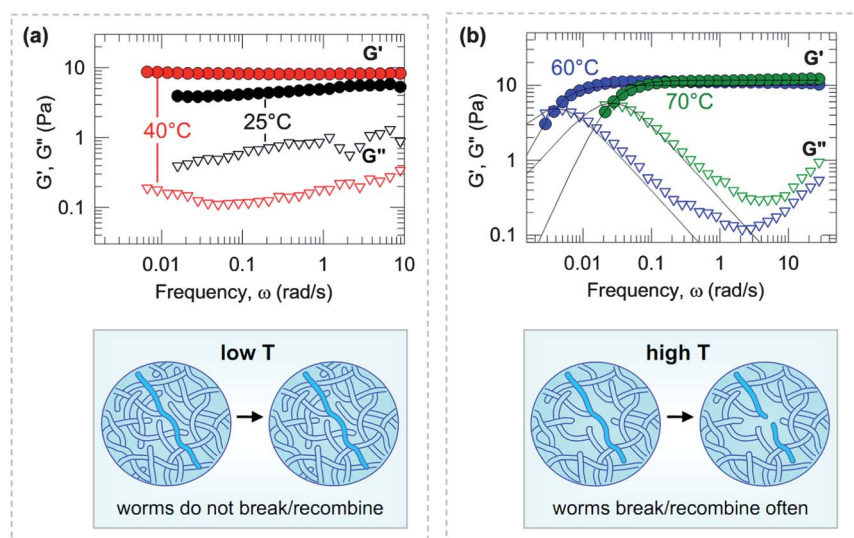 (a)
G'
10
G', G" (Pa)
40°C
25°C
1
G"
0.1
0.01 0.1 1 10
Frequency, ω (rad/s)
low T
worms do not break/recombine
(b)
60°C
G'
10
70°C
G', G" (Pa)
1
G"
0.1
0.01 0.1 1 10
Frequency, ω (rad/s)
high T
worms break/recombine often